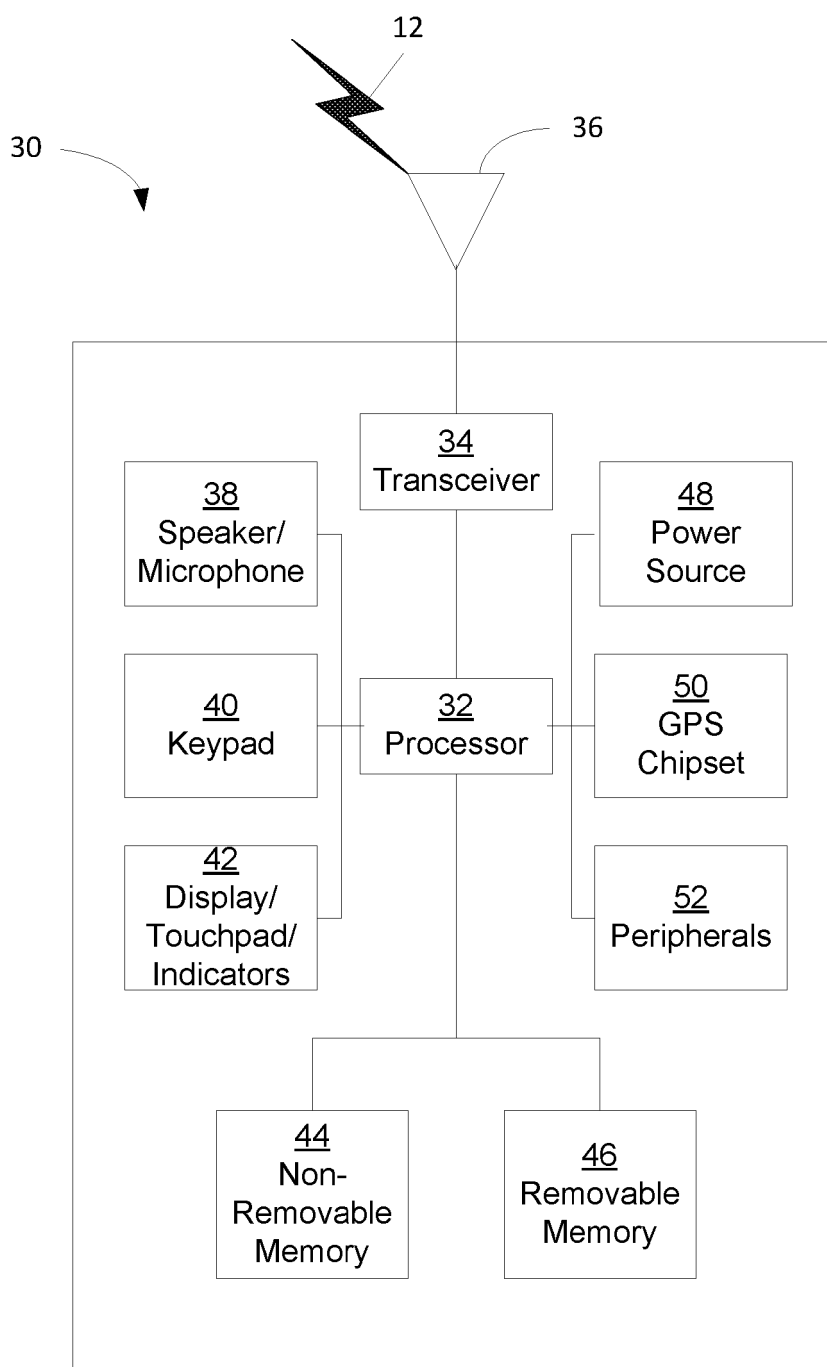 12
36
30
34
Transceiver
38
Speaker/
Microphone
48
Power
Source
40
Keypad
32
Processor
50
GPS
Chipset
42
Display/
Touchpad/
Indicators
52
Peripherals
44
Non-
Removable
Memory
46
Removable
Memory